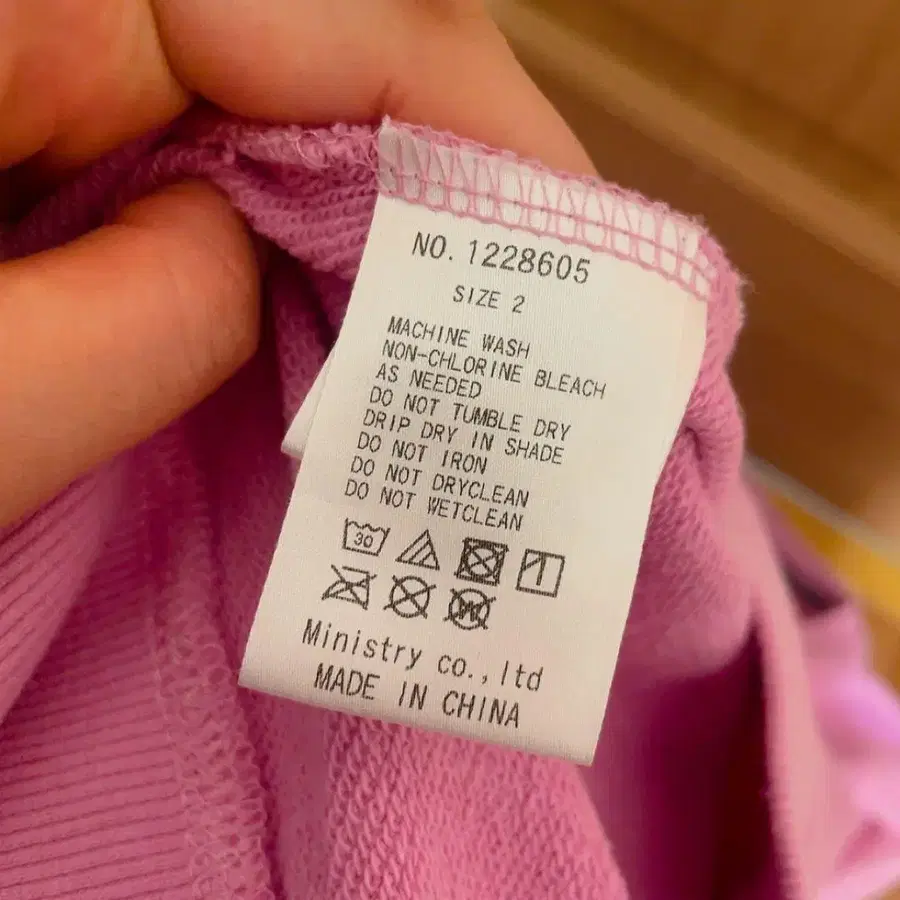 NO. 1228605
SIZE 2
MACHINE WASH
NON-CHLORINE BLEACH
AS NEEDED
DO NOT TUMBLE DRY
DRIP DRY IN SHADE
DO NOT IRON
DO NOT DRYCLEAN
DO NOT WETCLEAN
30
W
Ministry co., ltd
MADE IN CHINA